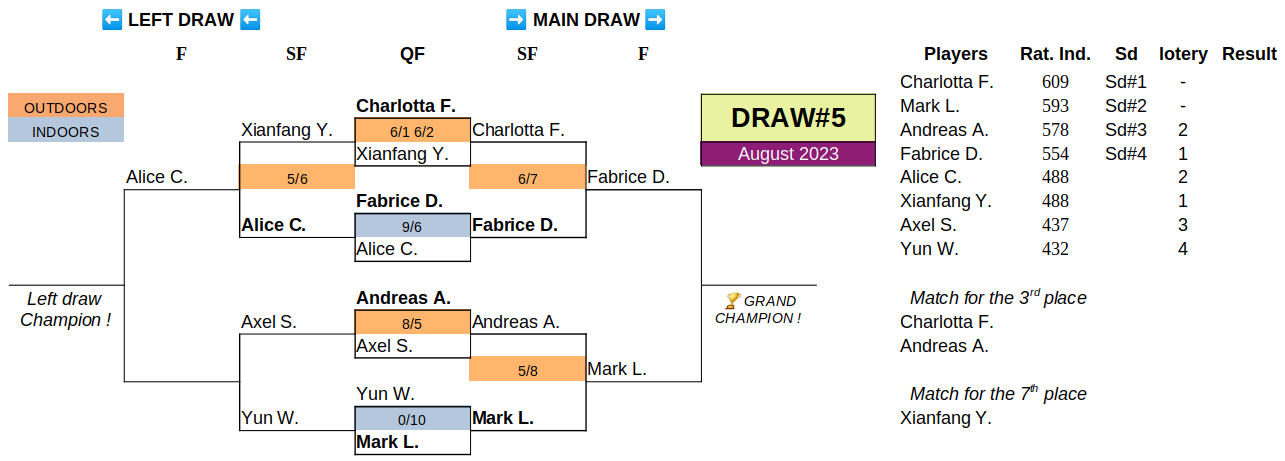 ⬅ LEFT DRAW ⬅ ➡ MAIN DRAW ➡
F SF QF SF F Players Rat. Ind. Sd lotery Result
Charlotta F. 609 Sd#1 -
OUTDOORS Charlotta F. DRAW#5 Mark L. 593 Sd#2 -
INDOORS Xianfang Y. 6/1 6/2 Charlotta F. Andreas A. 578 Sd#3 2
Xianfang Y. August 2023 Fabrice D. 554 Sd#4 1
Alice C. 5/6 6/7 Fabrice D. Alice C. 488 2
Fabrice D. Xianfang Y. 488 1
Alice C. 9/6 Fabrice D. Axel S. 437 3
Alice C. Yun W. 432 4
Left draw Andreas A. 🏆 GRAND Match for the 3rd place
Champion ! Axel S. 8/5 Andreas A. CHAMPION ! Charlotta F.
Axel S. Andreas A.
5/8 Mark L.
Yun W. Match for the 7th place
Yun W. 0/10 Mark L. Xianfang Y.
Mark L.